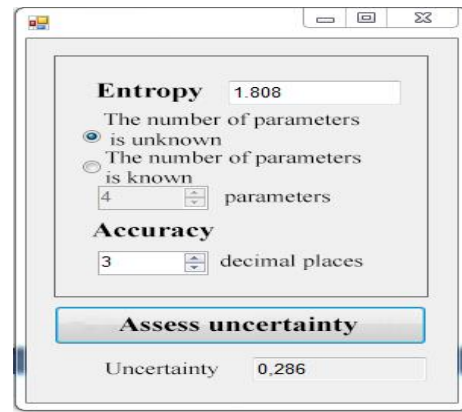 Entropy 1.808
The number of parameters
is unknown
The number of parameters
is known
4 parameters
Accuracy
3 decimal places
Assess uncertainty
Uncertainty 0,286